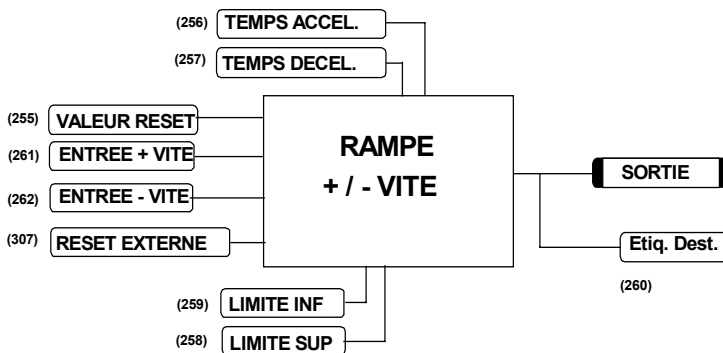 (256) TEMPS ACCEL.
(257) TEMPS DECEL.
(255) VALEUR RESET
(261) ENTREE + VITE
(262) ENTREE - VITE
(307) RESET EXTERNE
RAMPE
+ / - VITE
SORTIE
Etiq. Dest.
(260)
(259) LIMITE INF
(258) LIMITE SUP